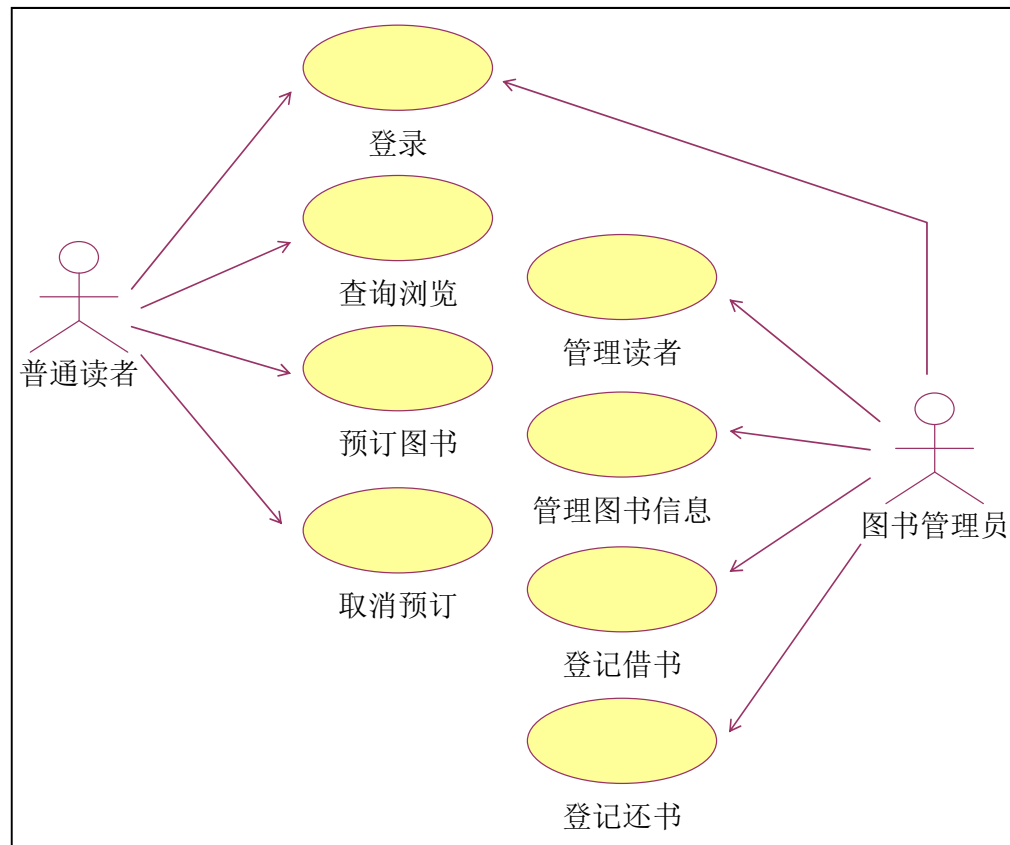 登录
查询浏览
管理读者
普通读者
预订图书
管理图书信息
图书管理员
取消预订
登记借书
登记还书